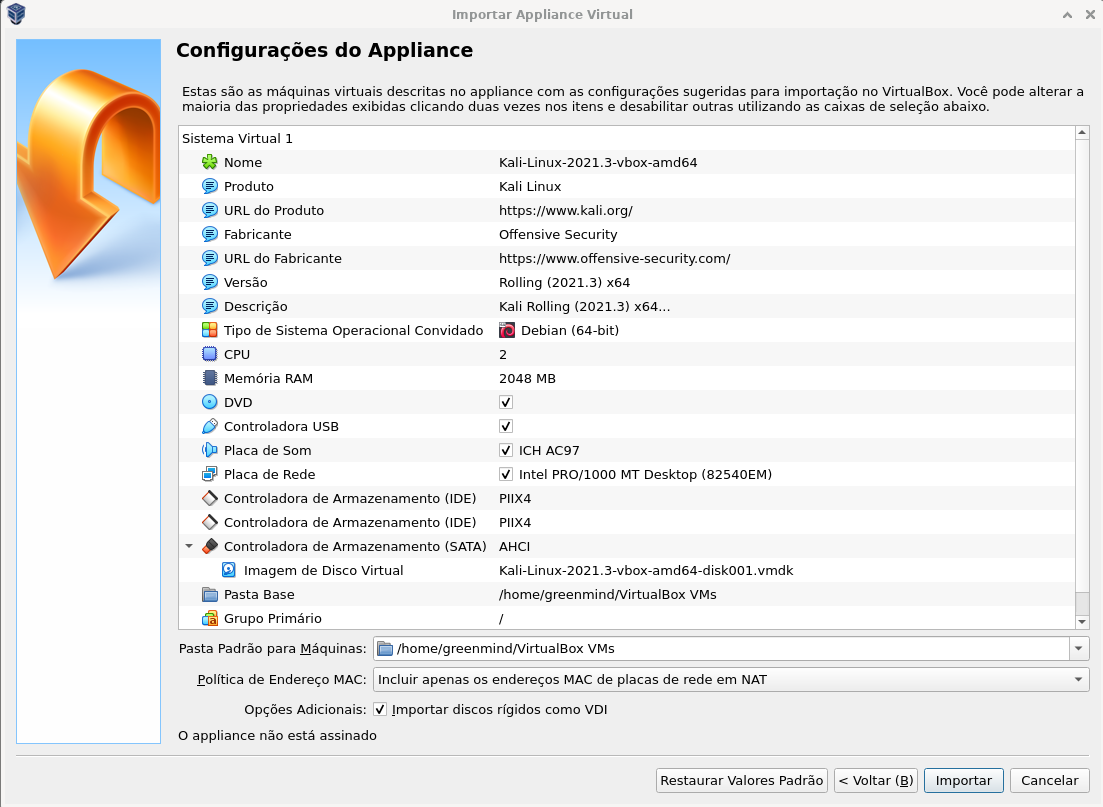 Importar Appliance Virtual
Configurações do Appliance
Estas são as máquinas virtuais descritas no appliance com as configurações sugeridas para importação no VirtualBox. Você pode alterar a
maioria das propriedades exibidas clicando duas vezes nos itens e desabilitar outras utilizando as caixas de seleção abaixo.
Sistema Virtual 1
Nome Kali-Linux-2021.3-vbox-amd64
Produto Kali Linux
URL do Produto https://www.kali.org/
Fabricante Offensive Security
URL do Fabricante https://www.offensive-security.com/
Versão Rolling (2021.3) x64
Descrição Kali Rolling (2021.3) x64...
Tipo de Sistema Operacional Convidado Debian (64-bit)
CPU 2
Memória RAM 2048 MB
DVD
Controladora USB
Placa de Som ICH AC97
Placa de Rede Intel PRO/1000 MT Desktop (82540EM)
Controladora de Armazenamento (IDE) PIIX4
Controladora de Armazenamento (IDE) PIIX4
Controladora de Armazenamento (SATA) AHCI
Imagem de Disco Virtual Kali-Linux-2021.3-vbox-amd64-disk001.vmdk
Pasta Base /home/greenmind/VirtualBox VMs
Grupo Primário /
Pasta Padrão para Máquinas: /home/greenmind/VirtualBox VMs
Política de Endereço MAC: Incluir apenas os endereços MAC de placas de rede em NAT
Opções Adicionais: Importar discos rígidos como VDI
O appliance não está assinado
Restaurar Valores Padrão < Voltar (B) Importar Cancelar